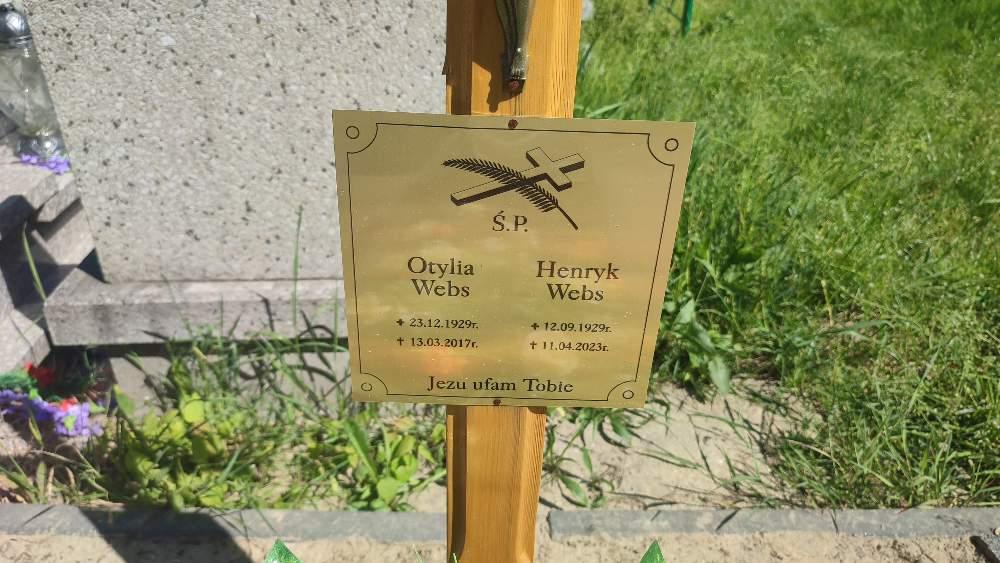 Ś.P.
Otylia
Webs
✦ 23.12.1929r.
✝ 13.03.2017r.
Henryk
Webs
✦ 12.09.1929r.
✝ 11.04.2023r.
Jezu ufam Tobie